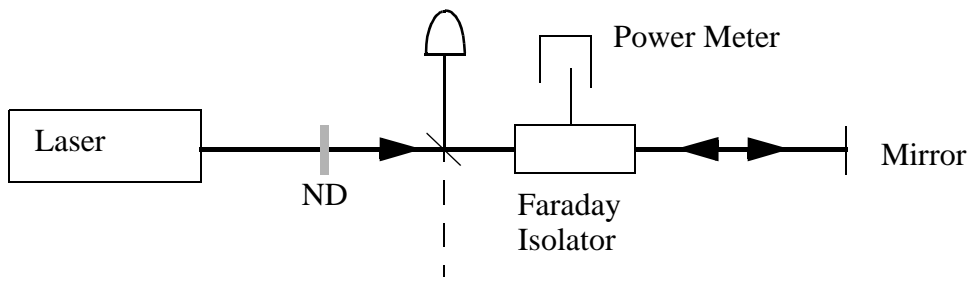 Power Meter
Laser
Mirror
ND
Faraday
Isolator